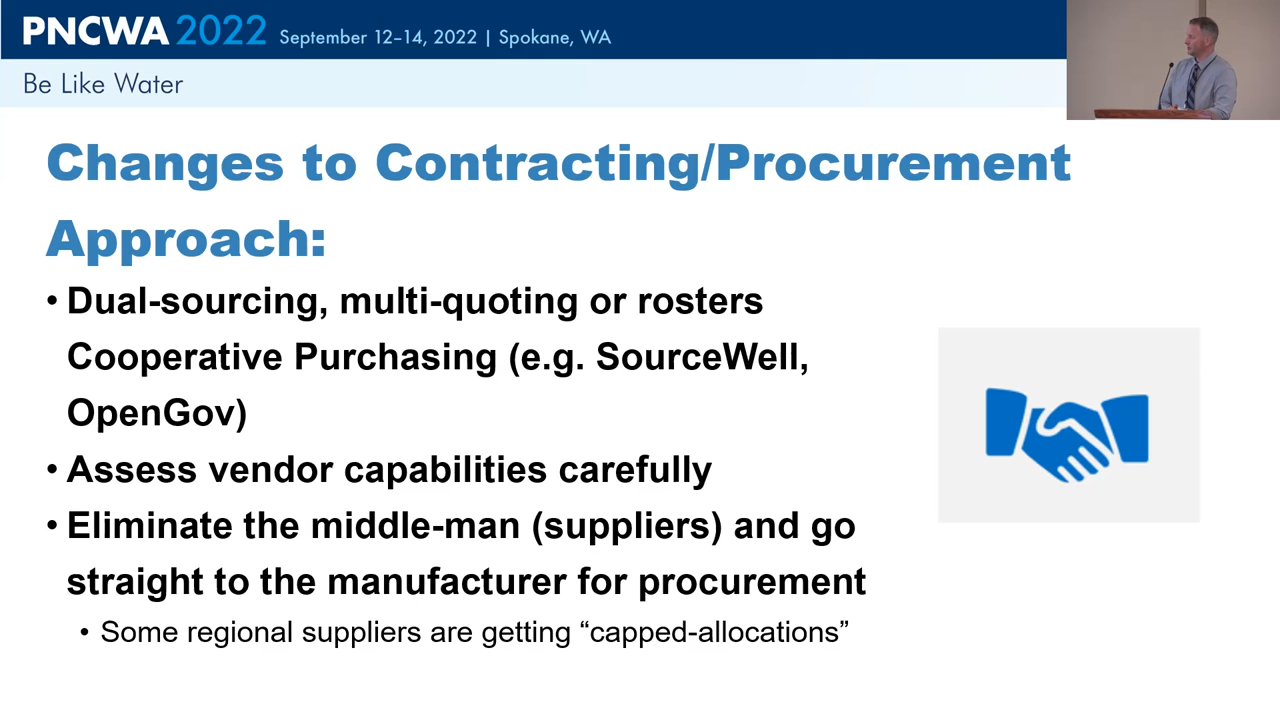 PNCWA 2022 September 12–14, 2022 | Spokane, WA
Be Like Water
Changes to Contracting/Procurement
Approach:
• Dual-sourcing, multi-quoting or rosters
Cooperative Purchasing (e.g. SourceWell,
OpenGov)
• Assess vendor capabilities carefully
• Eliminate the middle-man (suppliers) and go
straight to the manufacturer for procurement
• Some regional suppliers are getting “capped-allocations”